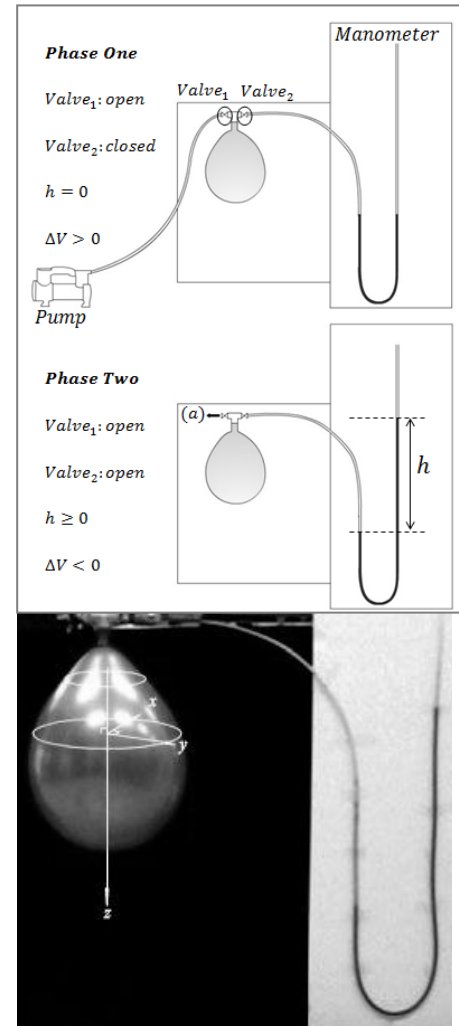 Manometer
Phase One
Valve₁ Valve₂
Valve₁: open
Valve₂: closed
h = 0
ΔV > 0
Pump
Phase Two
Valve₁: open
(a)
Valve₂: open
h
h ≥ 0
ΔV < 0
x
y
z